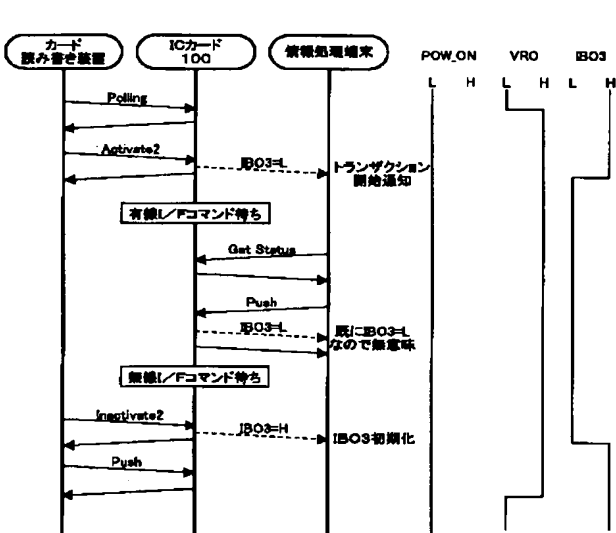 カード
読み書き装置
ICカード
100
情報処理端末
POW_ON
VRO
IBO3
L
H
L
H
L
H
Polling
Activate2
IBO3=L
トランザクション
開始通知
有線I/Fコマンド待ち
Get Status
Push
IBO3=L
既にIBO3=L
なので無意味
無線I/Fコマンド待ち
Inactivate2
IBO3=H
IBO3初期化
Push